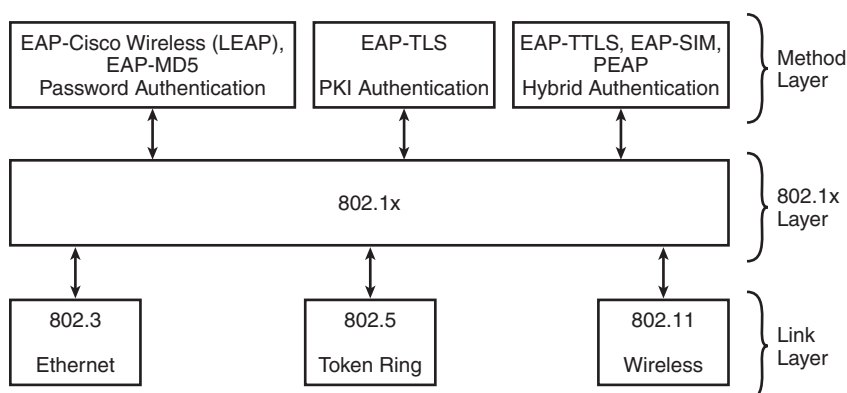 EAP-Cisco Wireless (LEAP),
EAP-MD5
Password Authentication
EAP-TLS
PKI Authentication
EAP-TTLS, EAP-SIM,
PEAP
Hybrid Authentication
Method
Layer
802.1x
802.1x
Layer
802.3
Ethernet
802.5
Token Ring
802.11
Wireless
Link
Layer